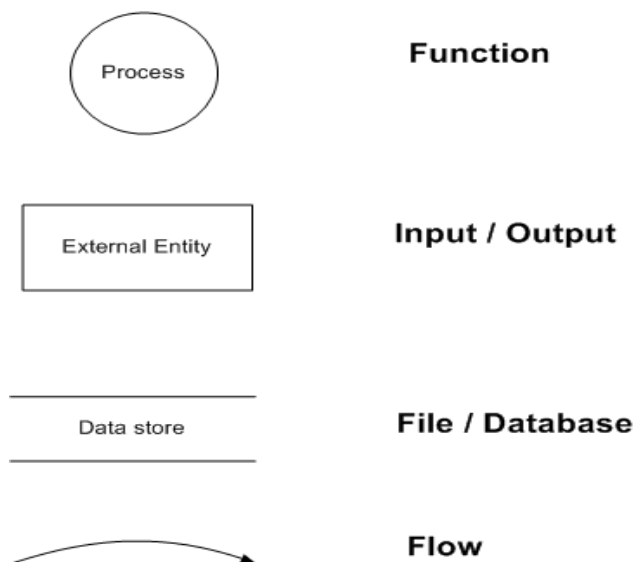 Process
Function
External Entity
Input / Output
Data store
File / Database
Flow